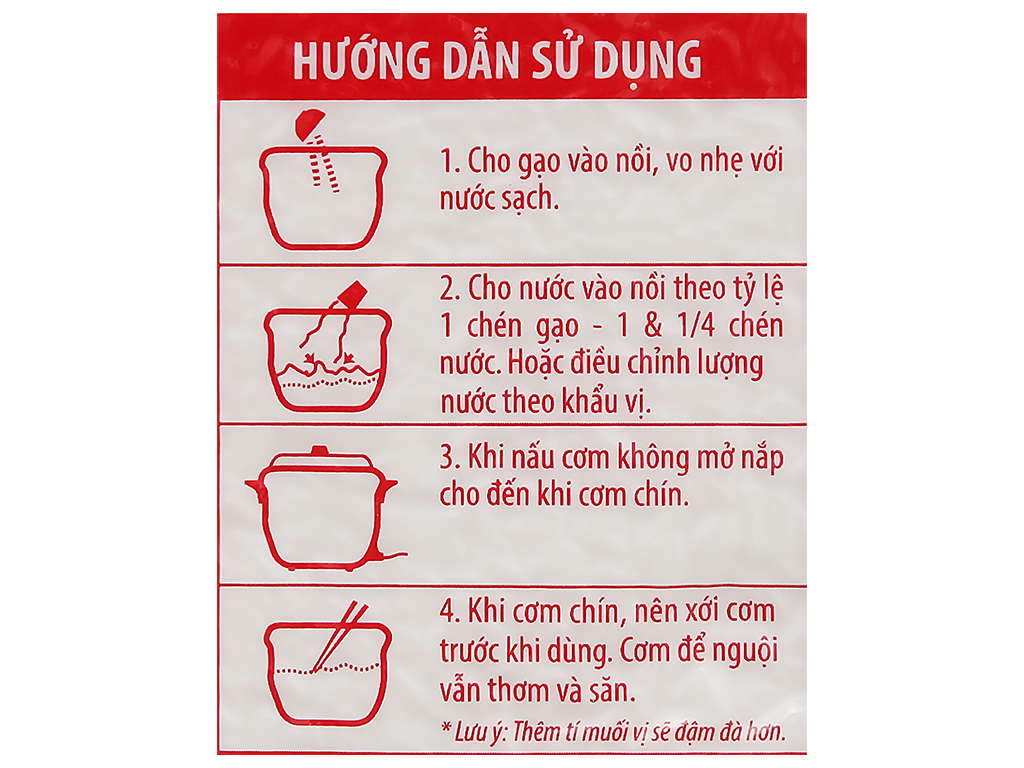 HƯỚNG DẪN SỬ DỤNG
1. Cho gạo vào nồi, vo nhẹ với
nước sạch.
2. Cho nước vào nồi theo tỷ lệ
1 chén gạo - 1 & 1/4 chén
nước. Hoặc điều chỉnh lượng
nước theo khẩu vị.
3. Khi nấu cơm không mở nắp
cho đến khi cơm chín.
4. Khi cơm chín, nên xới cơm
trước khi dùng. Cơm để nguội
vẫn thơm và săn.
* Lưu ý: Thêm tí muối vị sẽ đậm đà hơn.